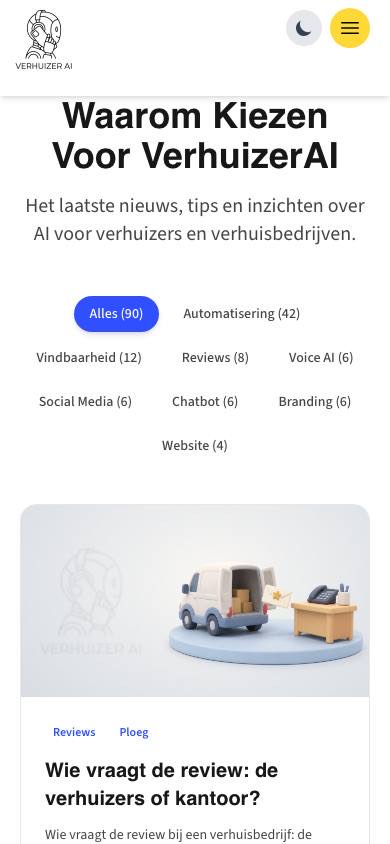 VERHUIZER AI
Waarom Kiezen
Voor VerhuizerAI
Het laatste nieuws, tips en inzichten over
AI voor verhuizers en verhuisbedrijven.
Alles (90)
Automatisering (42)
Vindbaarheid (12)
Reviews (8)
Voice AI (6)
Social Media (6)
Chatbot (6)
Branding (6)
Website (4)
VERHUIZER AI
Reviews
Ploeg
Wie vraagt de review: de
verhuizers of kantoor?
Wie vraagt de review bij een verhuisbedrijf: de